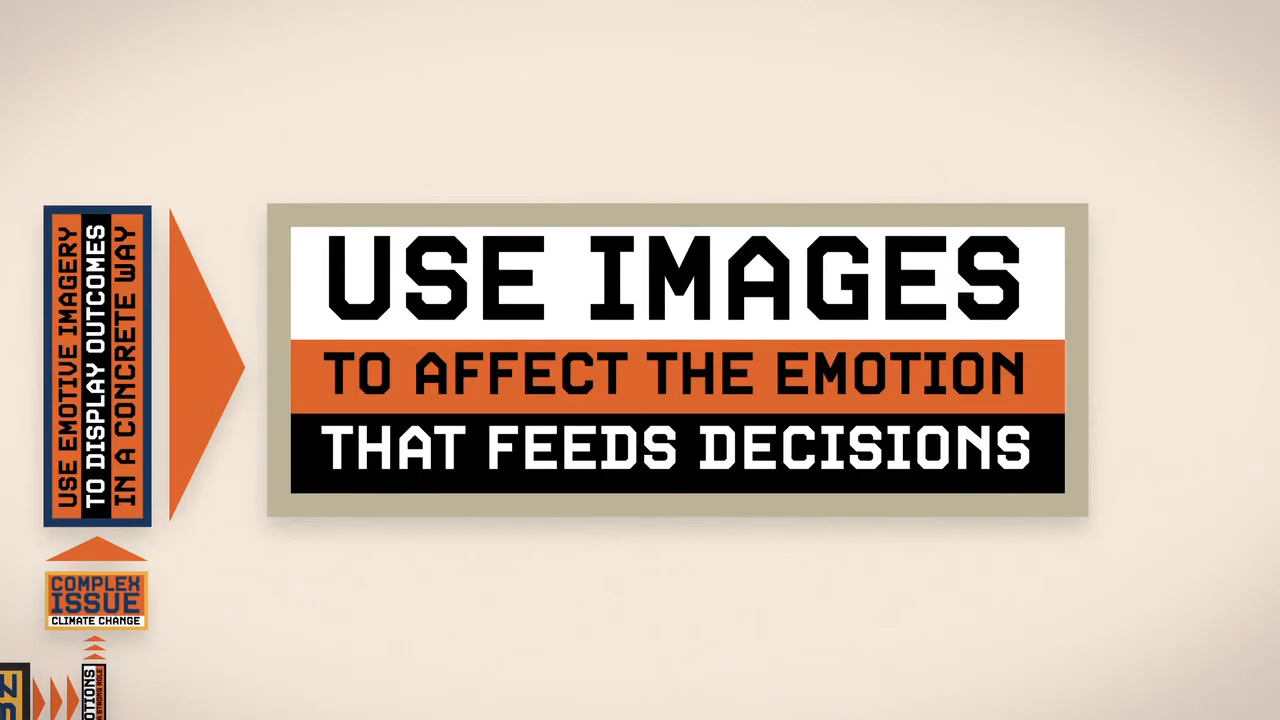 USE IMAGES
TO AFFECT THE EMOTION
THAT FEEDS DECISIONS
USE EMOTIVE IMAGERY
TO DISPLAY OUTCOMES
IN A CONCRETE WAY
COMPLEX
ISSUE
CLIMATE CHANGE